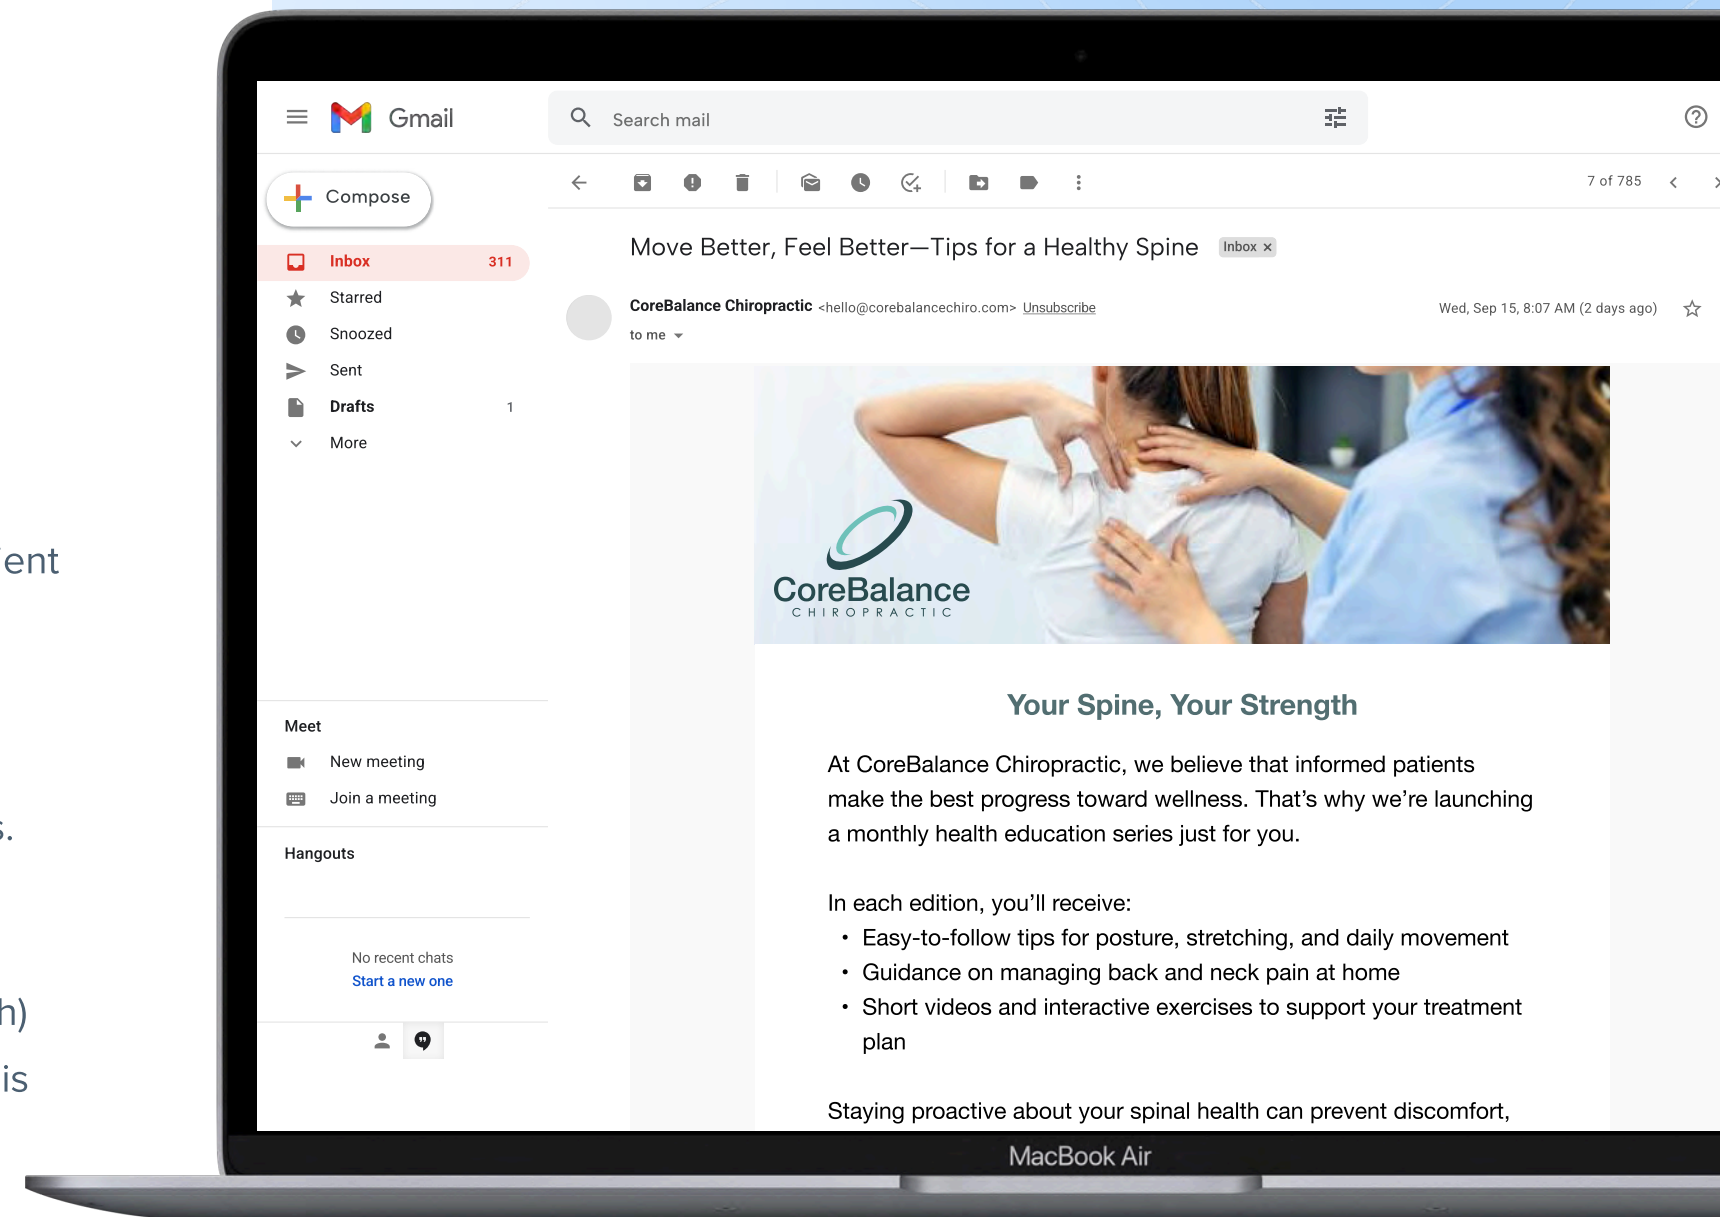 Gmail
Search mail
Compose
7 of 785
Inbox 311
Starred
Snoozed
Sent
Drafts 1
More
Move Better, Feel Better—Tips for a Healthy Spine Inbox ×
CoreBalance Chiropractic <hello@corebalancechiro.com> Unsubscribe
Wed, Sep 15, 8:07 AM (2 days ago)
to me
CoreBalance
CHIROPRACTIC
Your Spine, Your Strength
At CoreBalance Chiropractic, we believe that informed patients
make the best progress toward wellness. That’s why we’re launching
a monthly health education series just for you.
In each edition, you’ll receive:
• Easy-to-follow tips for posture, stretching, and daily movement
• Guidance on managing back and neck pain at home
• Short videos and interactive exercises to support your treatment
plan
Staying proactive about your spinal health can prevent discomfort,
Meet
New meeting
Join a meeting
Hangouts
No recent chats
Start a new one
MacBook Air
ent
s.
h)
is